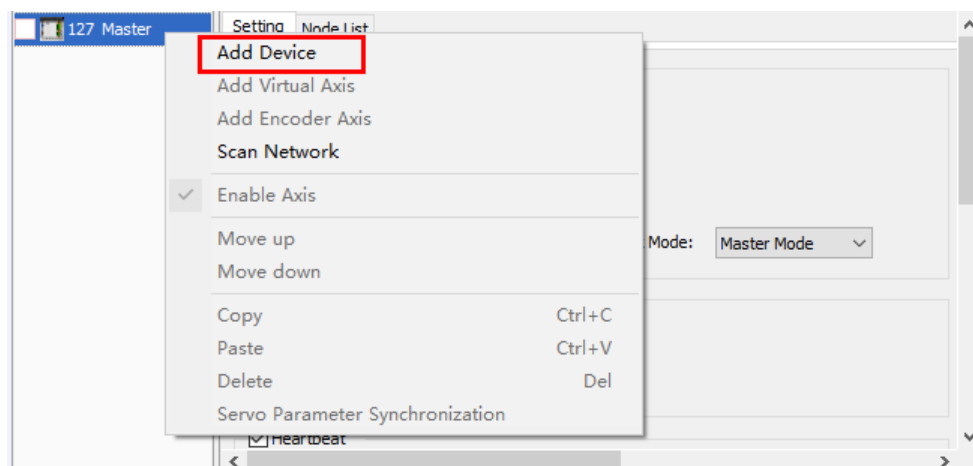 127 Master
Setting Node List
Add Device
Add Virtual Axis
Add Encoder Axis
Scan Network
Enable Axis
Move up
Mode: Master Mode
Move down
Copy Ctrl+C
Paste Ctrl+V
Delete Del
Servo Parameter Synchronization
Heartbeat